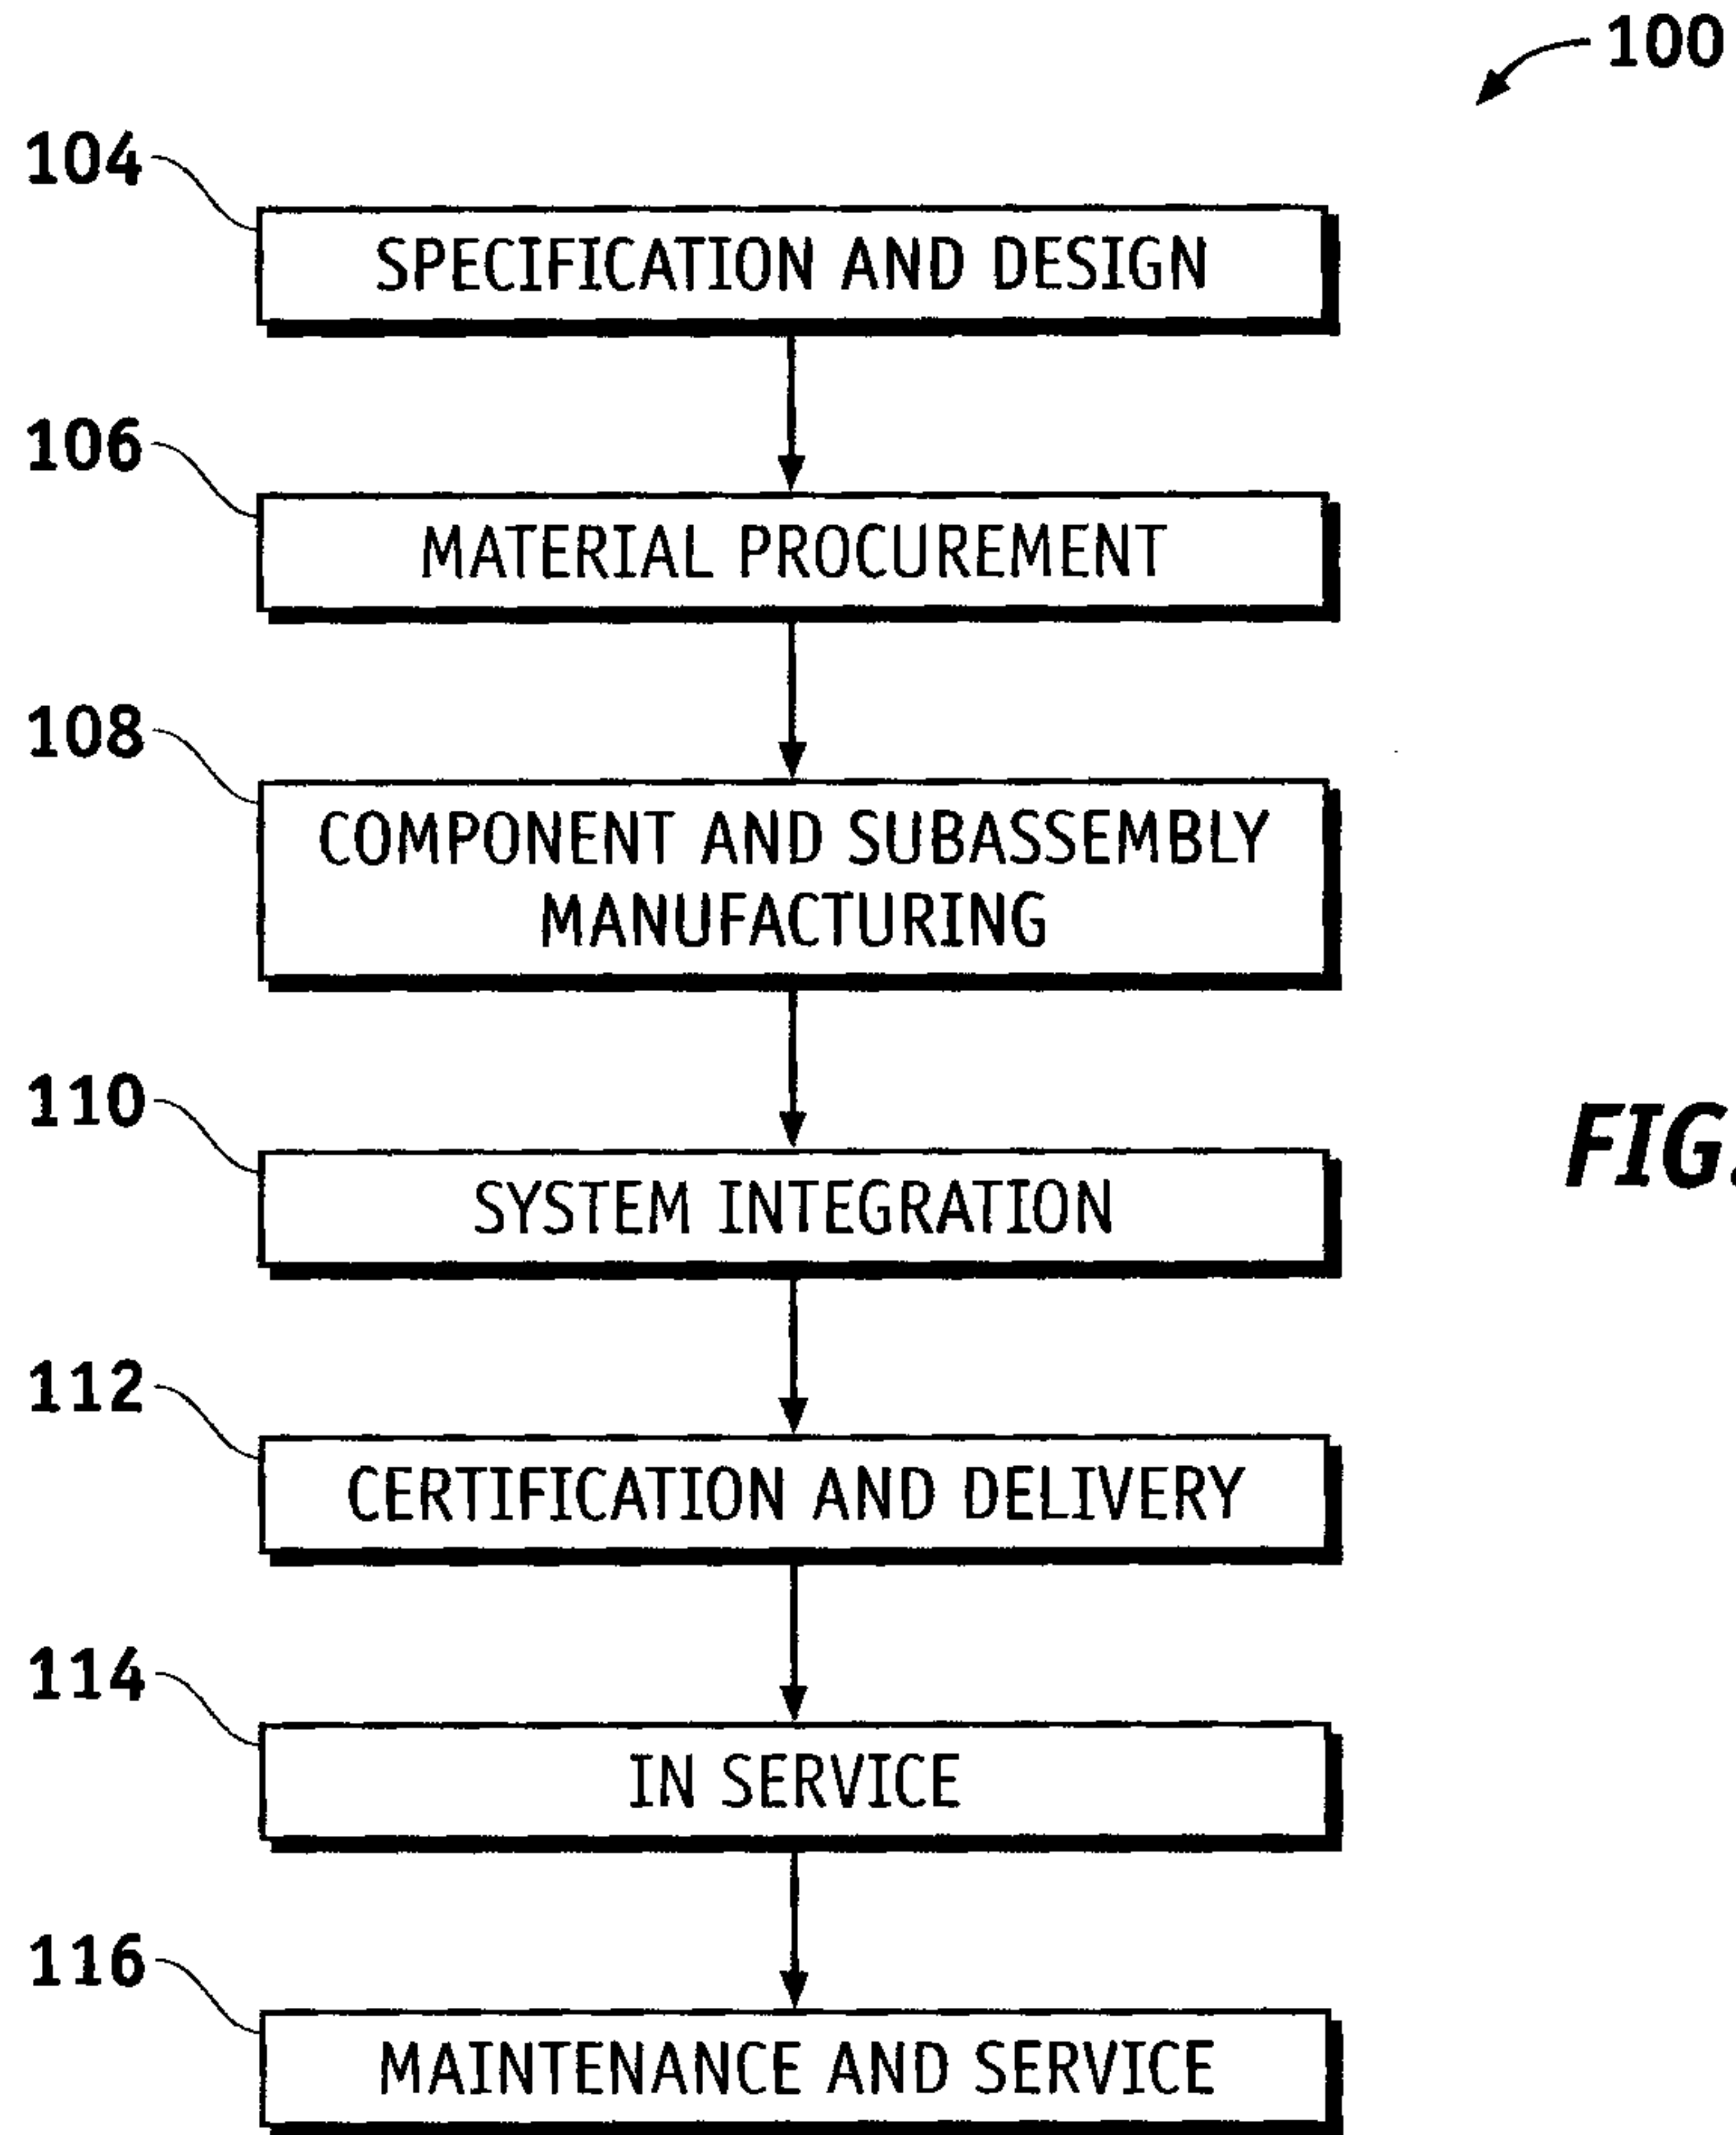 100
104
SPECIFICATION AND DESIGN
106
MATERIAL PROCUREMENT
108
COMPONENT AND SUBASSEMBLY
MANUFACTURING
110
SYSTEM INTEGRATION
FIG.
112
CERTIFICATION AND DELIVERY
114
IN SERVICE
116
MAINTENANCE AND SERVICE